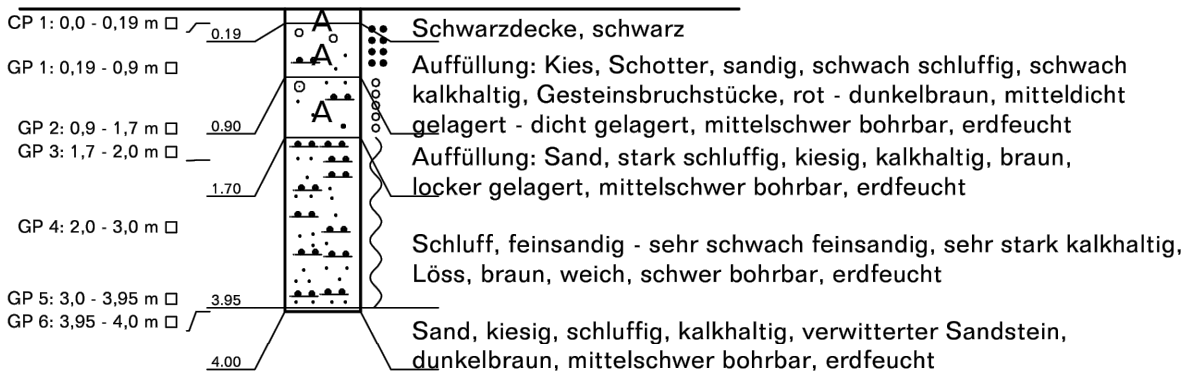 CP 1: 0,0 - 0,19 m
0.19
Schwarzdecke, schwarz
A
A
GP 1: 0,19 - 0,9 m
Auffüllung: Kies, Schotter, sandig, schwach schluffig, schwach
kalkhaltig, Gesteinsbruchstücke, rot - dunkelbraun, mitteldicht
gelagert - dicht gelagert, mittelschwer bohrbar, erdfeucht
A
GP 2: 0,9 - 1,7 m
0.90
GP 3: 1,7 - 2,0 m
Auffüllung: Sand, stark schluffig, kiesig, kalkhaltig, braun,
locker gelagert, mittelschwer bohrbar, erdfeucht
1.70
GP 4: 2,0 - 3,0 m
Schluff, feinsandig - sehr schwach feinsandig, sehr stark kalkhaltig,
Löss, braun, weich, schwer bohrbar, erdfeucht
GP 5: 3,0 - 3,95 m
3.95
GP 6: 3,95 - 4,0 m
Sand, kiesig, schluffig, kalkhaltig, verwitterter Sandstein,
dunkelbraun, mittelschwer bohrbar, erdfeucht
4.00